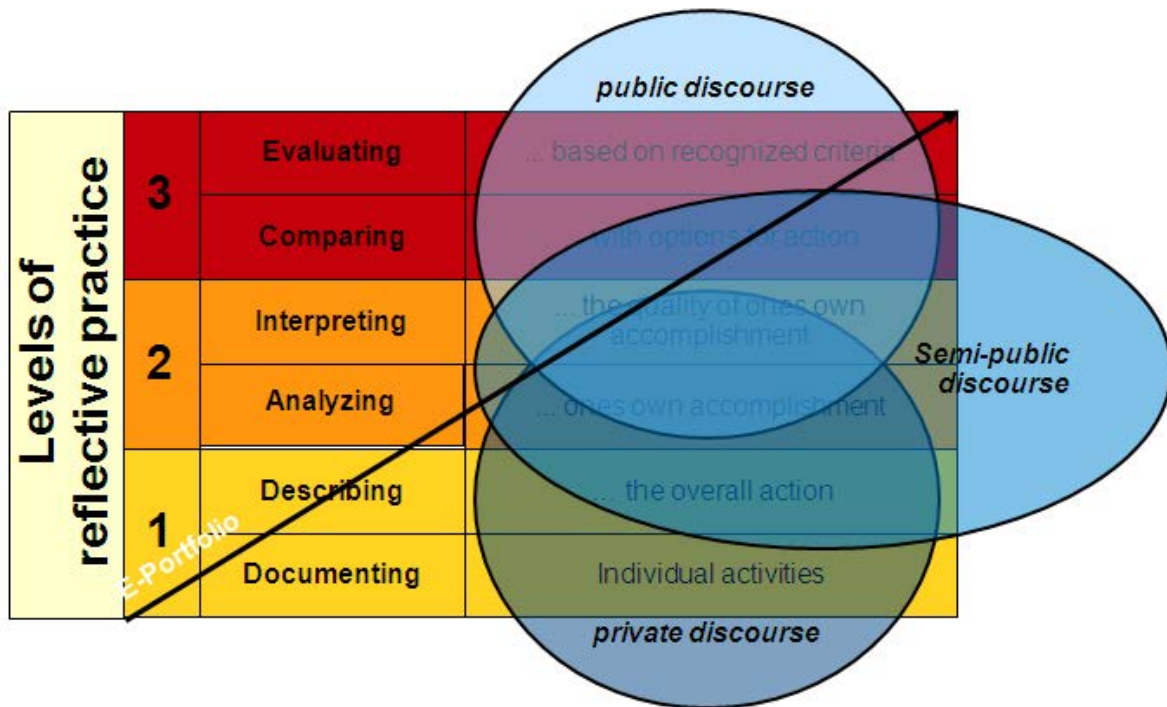 public discourse
Levels of
reflective practice
3
Evaluating
... based on recognized criteria
Comparing
... with options for action
2
Interpreting
... the quality of ones own
accomplishment
Analyzing
... ones own accomplishment
Semi-public
discourse
1
Describing
... the overall action
E-Portfolio
Documenting
Individual activities
private discourse